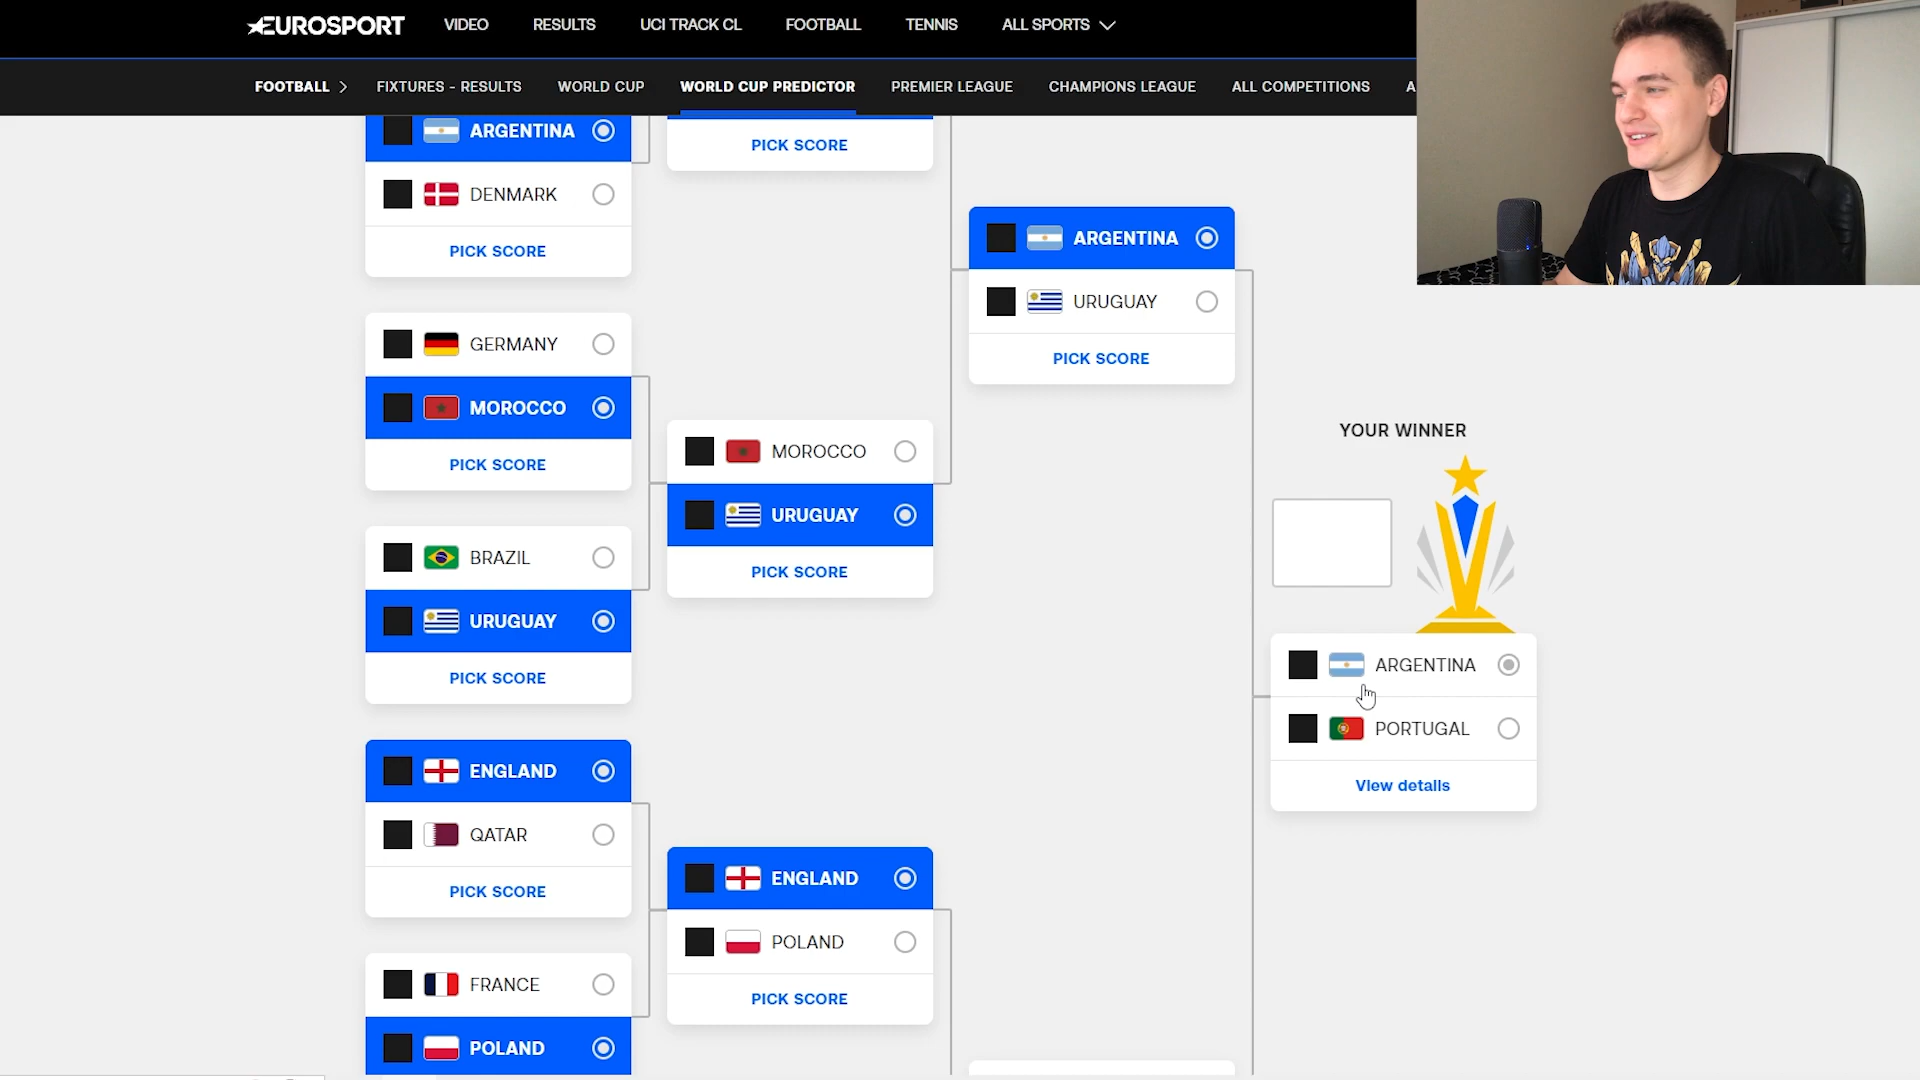 EUROSPORT VIDEO RESULTS UCI TRACK CL FOOTBALL TENNIS ALL SPORTS
FOOTBALL FIXTURES - RESULTS WORLD CUP WORLD CUP PREDICTOR PREMIER LEAGUE CHAMPIONS LEAGUE ALL COMPETITIONS A
ARGENTINA
DENMARK
PICK SCORE
GERMANY
MOROCCO
PICK SCORE
BRAZIL
URUGUAY
PICK SCORE
ENGLAND
QATAR
PICK SCORE
FRANCE
POLAND
PICK SCORE
MOROCCO
URUGUAY
PICK SCORE
ENGLAND
POLAND
PICK SCORE
ARGENTINA
URUGUAY
PICK SCORE
YOUR WINNER
ARGENTINA
PORTUGAL
View details